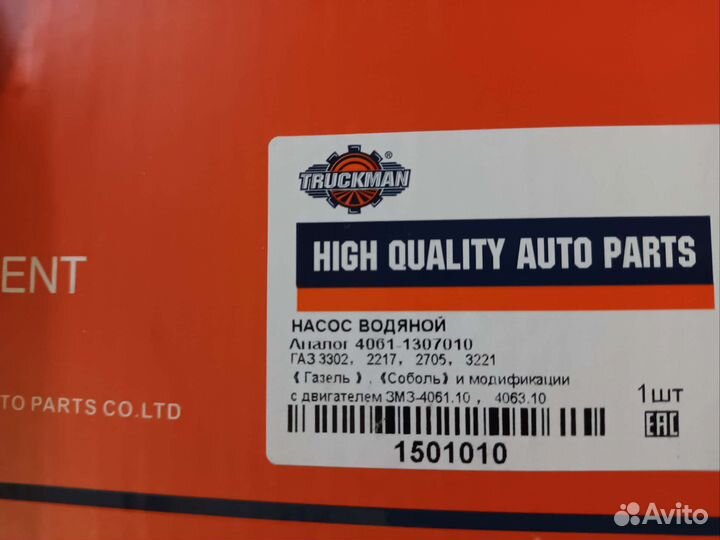 TRUCKMAN
®
HIGH QUALITY AUTO PARTS
НАСОС ВОДЯНОЙ
Аналог 4061-1307010
ГАЗ 3302, 2217, 2705, 3221
《Газель》, 《Соболь》 и модификации
с двигателем ЗМЗ-4061.10, 4063.10
1шт
EAC
1501010
ENT
TO PARTS CO.LTD
Avito